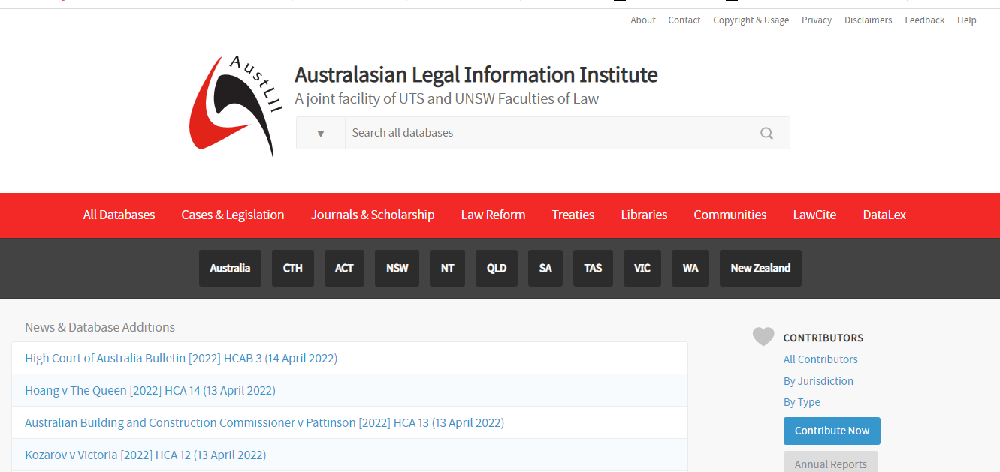 About Contact Copyright & Usage Privacy Disclaimers Feedback Help
AustLII
Australasian Legal Information Institute
A joint facility of UTS and UNSW Faculties of Law
▼ Search all databases
All Databases Cases & Legislation Journals & Scholarship Law Reform Treaties Libraries Communities LawCite DataLex
Australia CTH ACT NSW NT QLD SA TAS VIC WA New Zealand
News & Database Additions
High Court of Australia Bulletin [2022] HCAB 3 (14 April 2022)
Hoang v The Queen [2022] HCA 14 (13 April 2022)
Australian Building and Construction Commissioner v Pattinson [2022] HCA 13 (13 April 2022)
Kozarov v Victoria [2022] HCA 12 (13 April 2022)
CONTRIBUTORS
All Contributors
By Jurisdiction
By Type
Contribute Now
Annual Reports